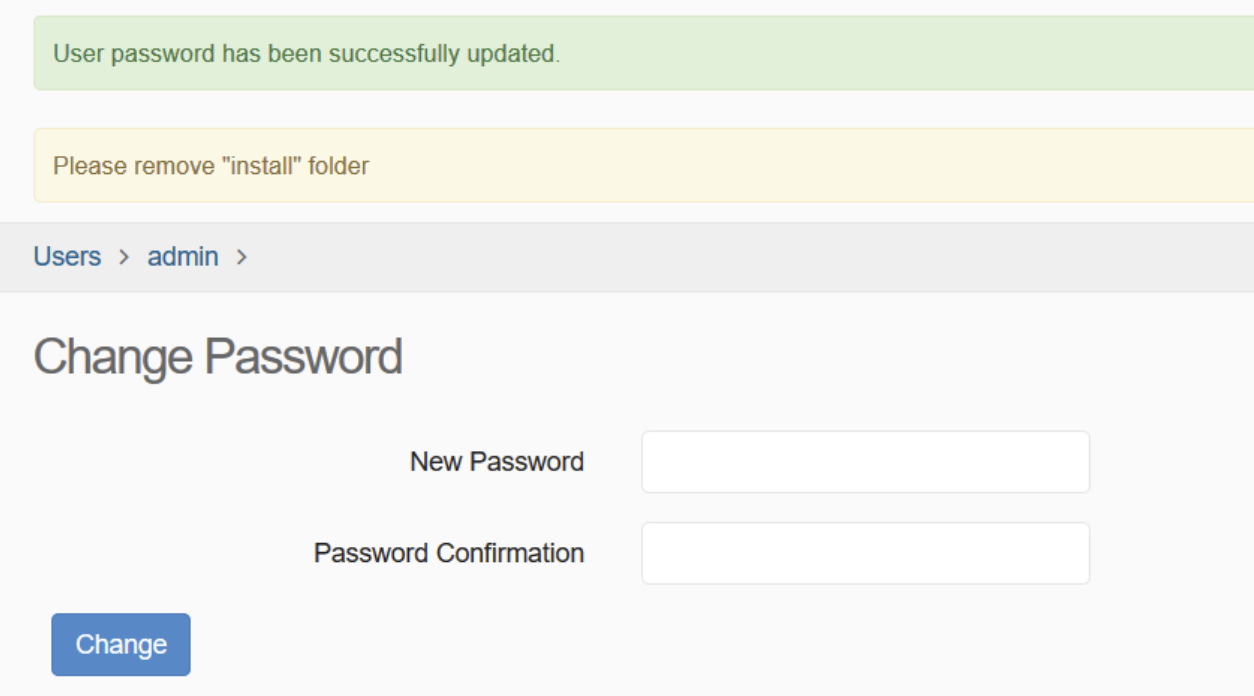 User password has been successfully updated.
Please remove "install" folder
Users > admin >
Change Password
New Password
Password Confirmation
Change